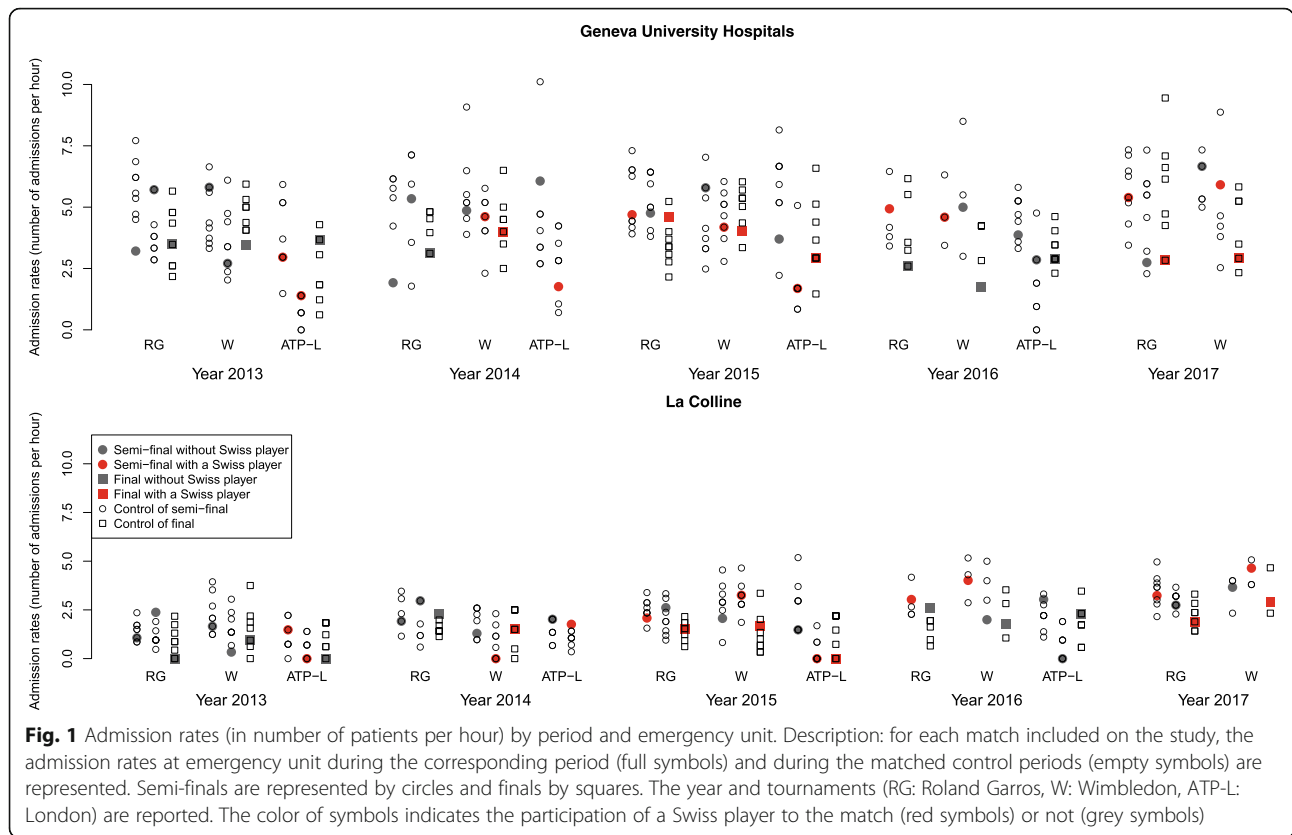 Geneva University Hospitals
Admission rates (number of admissions per hour)
10.0
7.5
5.0
2.5
0.0
RG W ATP−L RG W ATP−L RG W ATP−L RG W ATP−L RG W
Year 2013 Year 2014 Year 2015 Year 2016 Year 2017
La Colline
Admission rates (number of admissions per hour)
10.0
7.5
5.0
2.5
0.0
Semi−final without Swiss player
Semi−final with a Swiss player
Final without Swiss player
Final with a Swiss player
Control of semi−final
Control of final
RG W ATP−L RG W ATP−L RG W ATP−L RG W ATP−L RG W
Year 2013 Year 2014 Year 2015 Year 2016 Year 2017
Fig. 1 Admission rates (in number of patients per hour) by period and emergency unit. Description: for each match included on the study, the
admission rates at emergency unit during the corresponding period (full symbols) and during the matched control periods (empty symbols) are
represented. Semi-finals are represented by circles and finals by squares. The year and tournaments (RG: Roland Garros, W: Wimbledon, ATP-L:
London) are reported. The color of symbols indicates the participation of a Swiss player to the match (red symbols) or not (grey symbols)